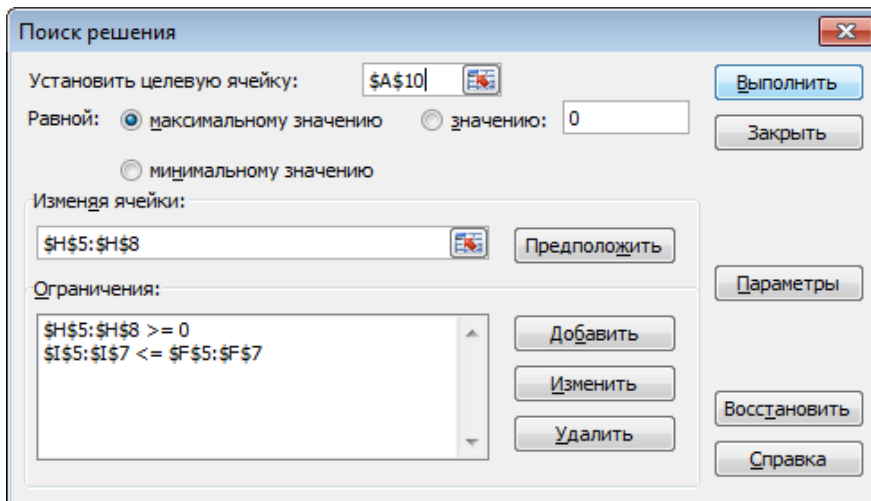 Поиск решения
Установить целевую ячейку: $A$10 Выполнить
Равной: максимальному значению значению: 0 Закрыть
минимальному значению
Изменяя ячейки:
$H$5:$H$8 Предположить
Ограничения: Параметры
$H$5:$H$8 >= 0 Добавить
$I$5:$I$7 <= $F$5:$F$7
Изменить
Восстановить
Удалить
Справка